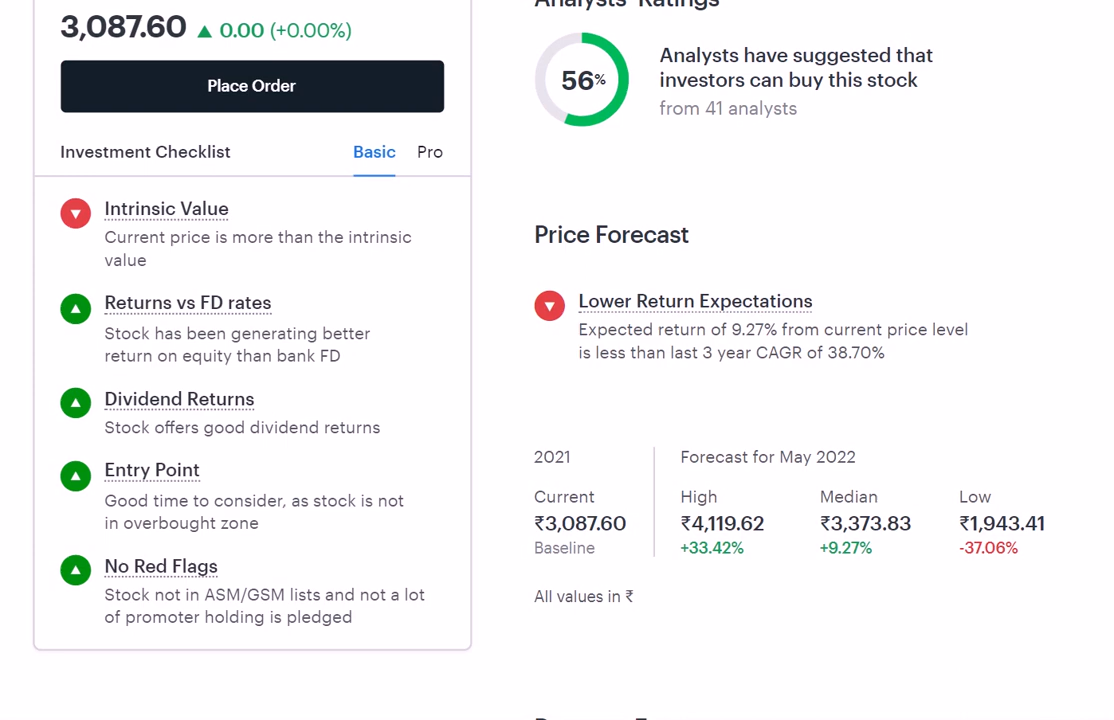 3,087.60 ▲ 0.00 (+0.00%)
Place Order
Investment Checklist Basic Pro
Intrinsic Value
Current price is more than the intrinsic
value
Returns vs FD rates
Stock has been generating better
return on equity than bank FD
Dividend Returns
Stock offers good dividend returns
Entry Point
Good time to consider, as stock is not
in overbought zone
No Red Flags
Stock not in ASM/GSM lists and not a lot
of promoter holding is pledged
Analysts' Ratings
56%
Analysts have suggested that
investors can buy this stock
from 41 analysts
Price Forecast
Lower Return Expectations
Expected return of 9.27% from current price level
is less than last 3 year CAGR of 38.70%
2021 Forecast for May 2022
Current High Median Low
₹3,087.60 ₹4,119.62 ₹3,373.83 ₹1,943.41
Baseline +33.42% +9.27% -37.06%
All values in ₹